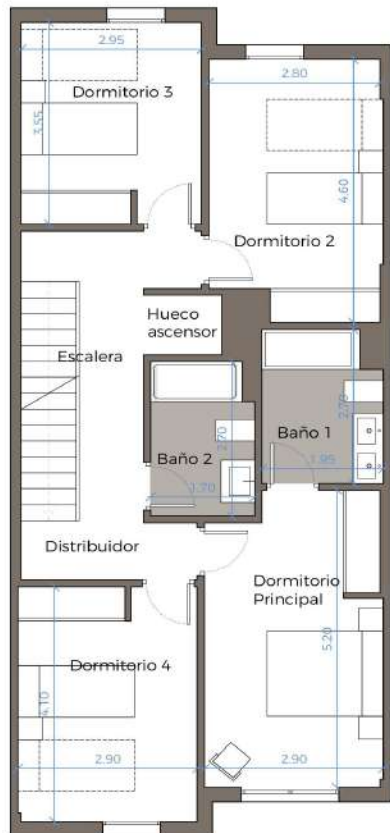 2.95
Dormitorio 3
3.55
2.80
4.60
Dormitorio 2
Hueco
ascensor
Escalera
Baño 1
2.70
1.95
Baño 2
2.70
1.70
Distribuidor
Dormitorio
Principal
5.20
2.90
Dormitorio 4
4.10
2.90